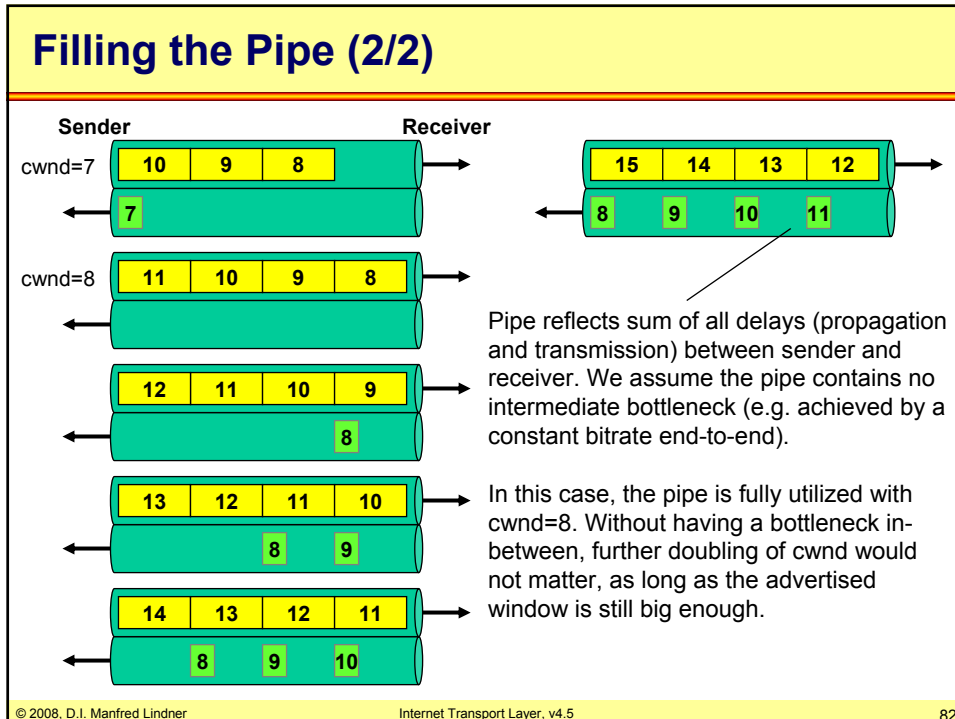 Filling the Pipe (2/2)
Sender
Receiver
cwnd=7
10 9 8
7
cwnd=8
11 10 9 8
12 11 10 9
8
13 12 11 10
8 9
14 13 12 11
8 9 10
15 14 13 12
8 9 10 11
Pipe reflects sum of all delays (propagation
and transmission) between sender and
receiver. We assume the pipe contains no
intermediate bottleneck (e.g. achieved by a
constant bitrate end-to-end).
In this case, the pipe is fully utilized with
cwnd=8. Without having a bottleneck in-
between, further doubling of cwnd would
not matter, as long as the advertised
window is still big enough.
© 2008, D.I. Manfred Lindner
Internet Transport Layer, v4.5
82